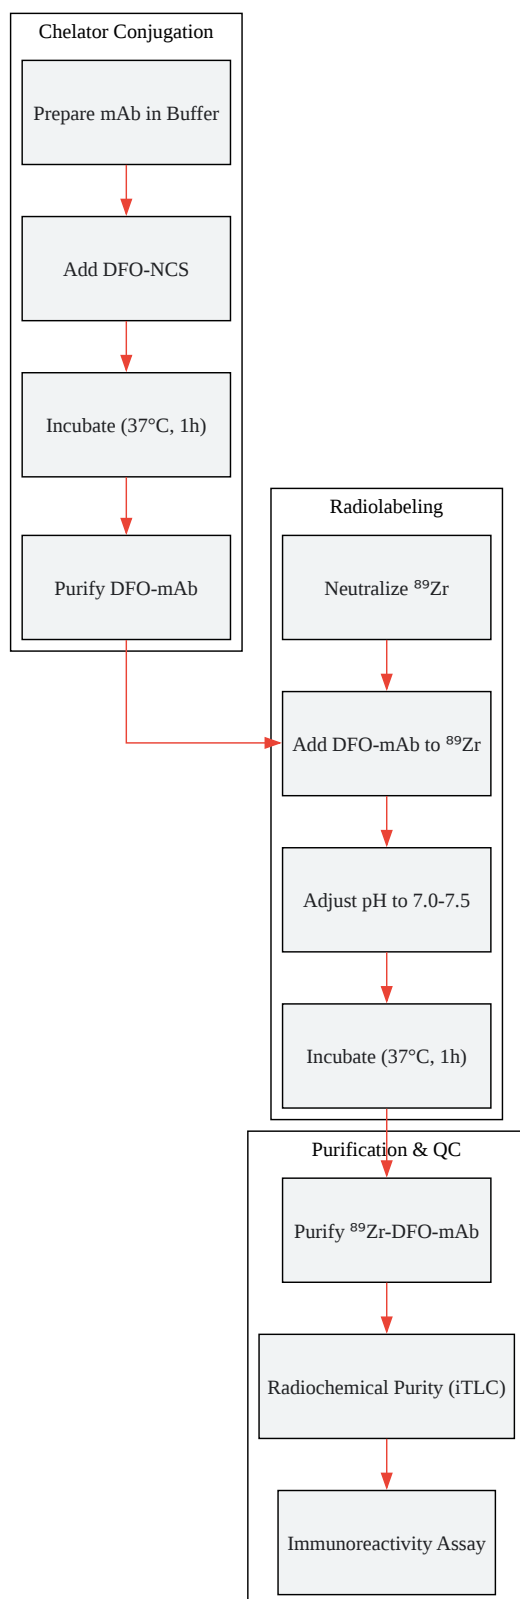 Chelator Conjugation
Prepare mAb in Buffer
Add DFO-NCS
Incubate (37°C, 1h)
Purify DFO-mAb
Radiolabeling
Neutralize ⁸⁹Zr
Add DFO-mAb to ⁸⁹Zr
Adjust pH to 7.0-7.5
Incubate (37°C, 1h)
Purification & QC
Purify ⁸⁹Zr-DFO-mAb
Radiochemical Purity (iTLC)
Immunoreactivity Assay